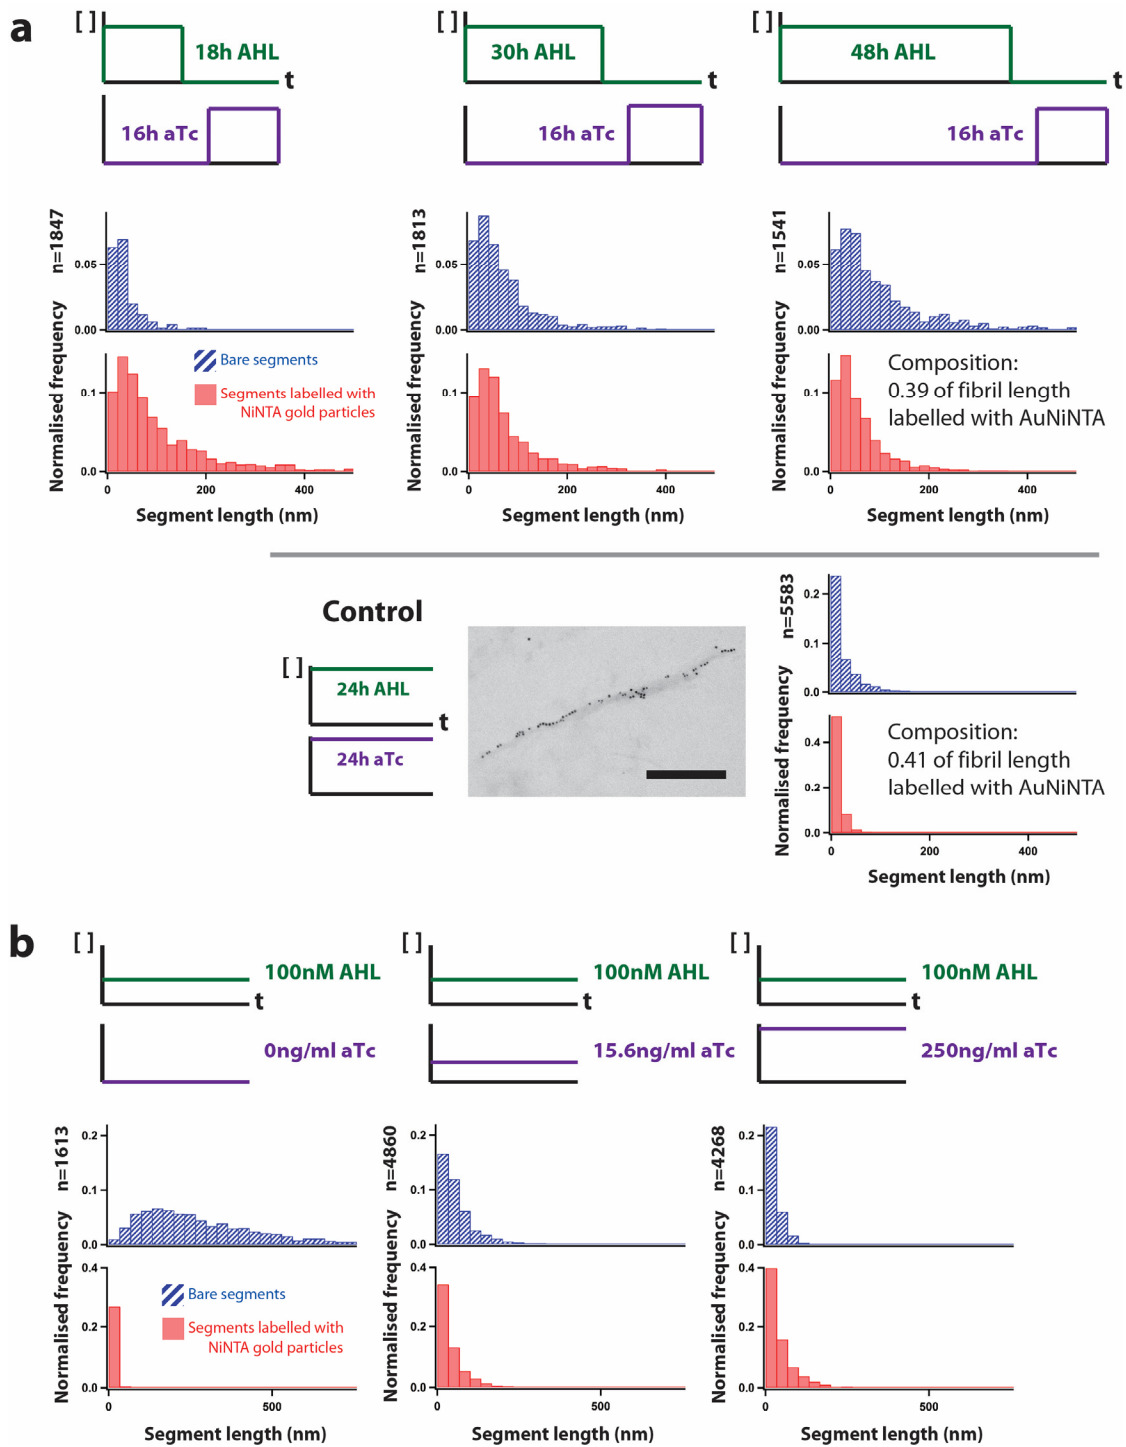 a
[ ]
18h AHL
t
16h aTc
[ ]
30h AHL
t
16h aTc
[ ]
48h AHL
t
16h aTc
Normalised frequency n=1847
0.05
0.00
0.1
0.0
Bare segments
Segments labelled with
NiNTA gold particles
0 200 400
Segment length (nm)
Normalised frequency n=1813
0.05
0.00
0.1
0.0
0 200 400
Segment length (nm)
Normalised frequency n=1541
0.05
0.00
0.1
0.0
Composition:
0.39 of fibril length
labelled with AuNiNTA
0 200 400
Segment length (nm)
Control
[ ]
24h AHL
t
24h aTc
Normalised frequency n=5583
0.2
0.1
0.0
0.4
0.2
0.0
Composition:
0.41 of fibril length
labelled with AuNiNTA
0 200 400
Segment length (nm)
b
[ ]
100nM AHL
t
0ng/ml aTc
[ ]
100nM AHL
t
15.6ng/ml aTc
[ ]
100nM AHL
t
250ng/ml aTc
Normalised frequency n=1613
0.2
0.1
0.0
0.4
0.2
0.0
Bare segments
Segments labelled with
NiNTA gold particles
0 500
Segment length (nm)
Normalised frequency n=4860
0.2
0.1
0.0
0.4
0.2
0.0
0 500
Segment length (nm)
Normalised frequency n=4268
0.2
0.1
0.0
0.4
0.2
0.0
0 500
Segment length (nm)